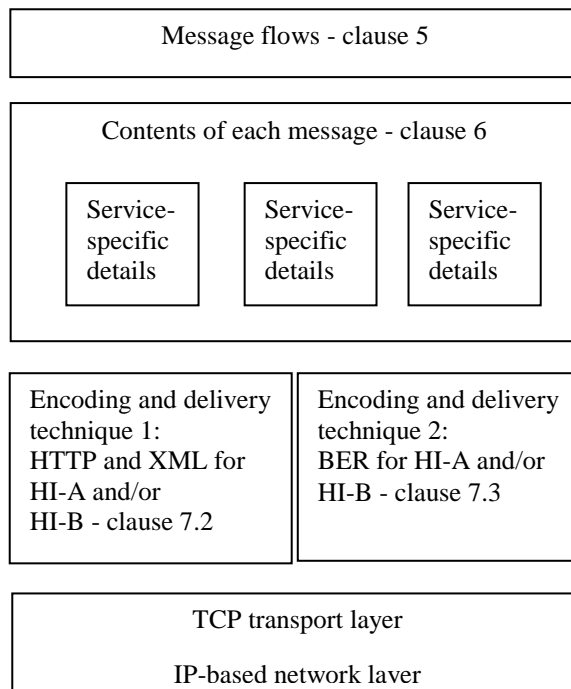 Message flows - clause 5
Contents of each message - clause 6
Service-
specific
details
Service-
specific
details
Service-
specific
details
Encoding and delivery
technique 1:
HTTP and XML for
HI-A and/or
HI-B - clause 7.2
Encoding and delivery
technique 2:
BER for HI-A and/or
HI-B - clause 7.3
TCP transport layer
IP-based network layer